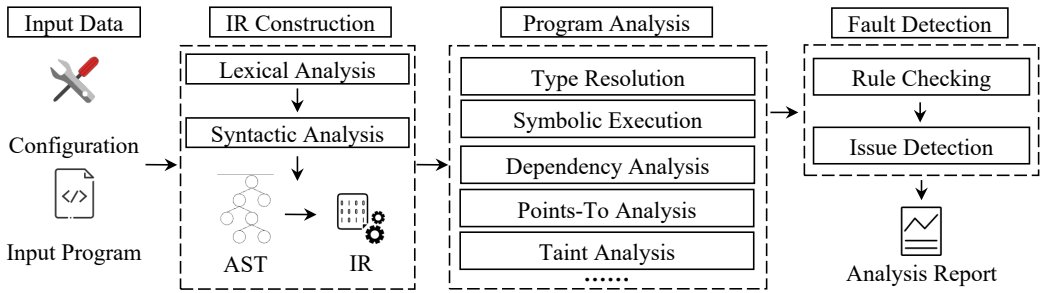 Input Data
Configuration
</>
Input Program
IR Construction
Lexical Analysis
Syntactic Analysis
AST
IR
Program Analysis
Type Resolution
Symbolic Execution
Dependency Analysis
Points-To Analysis
Taint Analysis
......
Fault Detection
Rule Checking
Issue Detection
Analysis Report